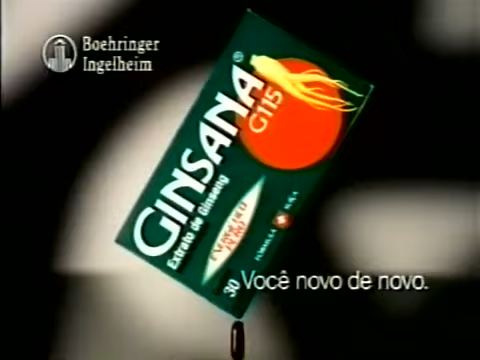 Boehringer
Ingelheim
GINSANA®
G115
Extrato de Ginseng
30
Você novo de novo.